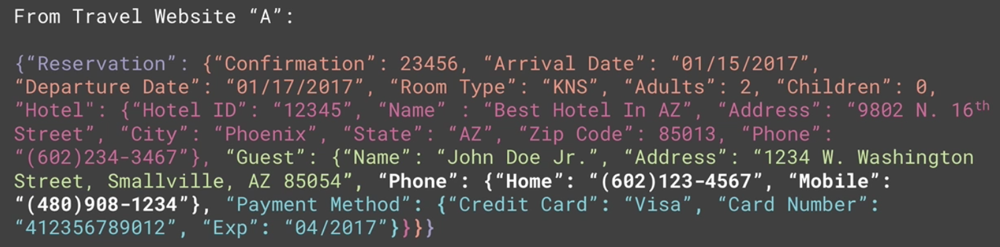 From Travel Website “A”:
{“Reservation”: {“Confirmation”: 23456, “Arrival Date”: “01/15/2017”,
“Departure Date”: “01/17/2017”, “Room Type”: “KNS”, “Adults”: 2, “Children”: 0,
”Hotel": {“Hotel ID”: “12345”, “Name” : “Best Hotel In AZ”, “Address”: “9802 N. 16th
Street”, “City”: “Phoenix”, “State”: “AZ”, “Zip Code”: 85013, “Phone”:
“(602)234-3467”}, “Guest”: {“Name”: “John Doe Jr.”, “Address”: “1234 W. Washington
Street, Smallville, AZ 85054”, “Phone”: {“Home”: “(602)123-4567”, “Mobile”:
“(480)908-1234”}, “Payment Method”: {“Credit Card”: “Visa”, “Card Number”:
“412356789012”, “Exp”: “04/2017”}}}}